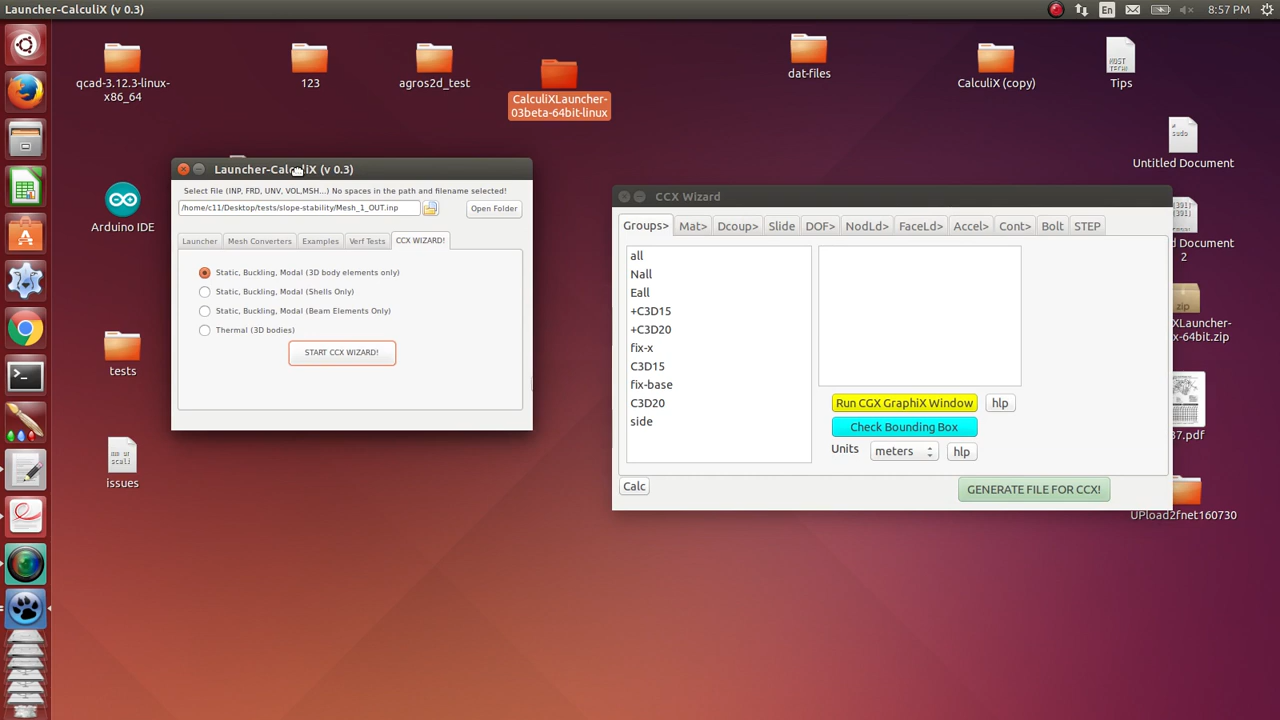 Launcher-CalculiX (v 0.3)
En
8:57 PM
qcad-3.12.3-linux-
x86_64
123
agros2d_test
CalculiXLauncher-
03beta-64bit-linux
dat-files
CalculiX (copy)
Tips
Untitled Document
Arduino IDE
tests
issues
Document
2
XLauncher-
x-64bit.zip
37.pdf
UPload2fnet160730
Launcher-CalculiX (v 0.3)
Select File (INP, FRD, UNV, VOL,MSH...) No spaces in the path and filename selected!
/home/c11/Desktop/tests/slope-stability/Mesh_1_OUT.inp
Open Folder
Launcher
Mesh Converters
Examples
Verf Tests
CCX WIZARD!
Static, Buckling, Modal (3D body elements only)
Static, Buckling, Modal (Shells Only)
Static, Buckling, Modal (Beam Elements Only)
Thermal (3D bodies)
START CCX WIZARD!
CCX Wizard
Groups>
Mat>
Dcoup>
Slide
DOF>
NodLd>
FaceLd>
Accel>
Cont>
Bolt
STEP
all
Nall
Eall
+C3D15
+C3D20
fix-x
C3D15
fix-base
C3D20
side
Run CGX GraphiX Window
hlp
Check Bounding Box
Units
meters
hlp
Calc
GENERATE FILE FOR CCX!